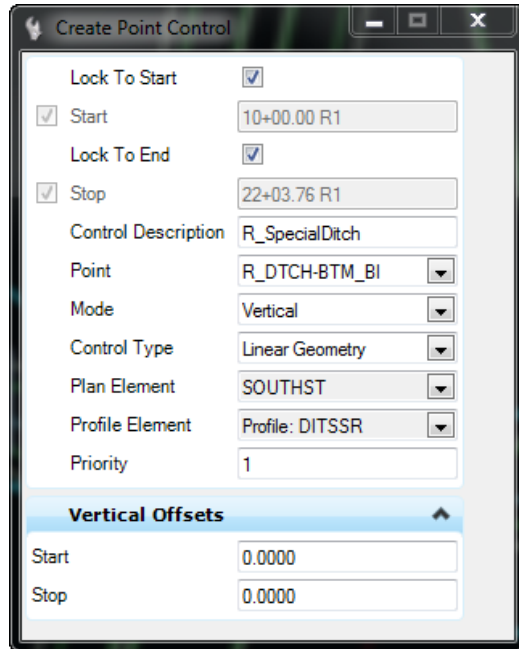 Create Point Control
Lock To Start
Start 10+00.00 R1
Lock To End
Stop 22+03.76 R1
Control Description R_SpecialDitch
Point R_DTCH-BTM_BI
Mode Vertical
Control Type Linear Geometry
Plan Element SOUTHST
Profile Element Profile: DITSSR
Priority 1
Vertical Offsets
Start 0.0000
Stop 0.0000